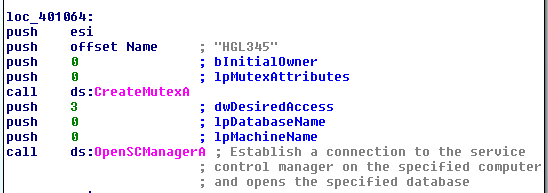 loc_401064:
push esi
push offset Name ; "HGL345"
push 0 ; bInitialOwner
push 0 ; lpMutexAttributes
call ds:CreateMutexA
push 3 ; dwDesiredAccess
push 0 ; lpDatabaseName
push 0 ; lpMachineName
call ds:OpenSCManagerA ; Establish a connection to the service
; control manager on the specified computer
; and opens the specified database